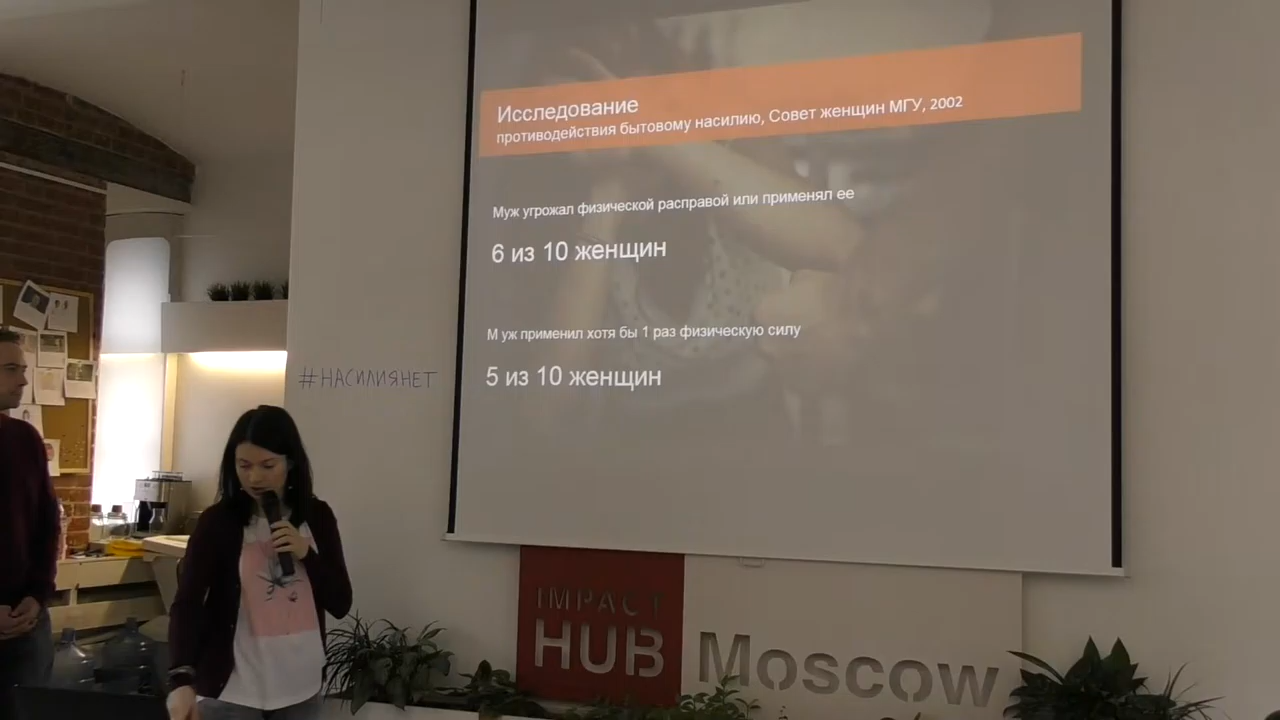 Исследование
противодействия бытовому насилию, Совет женщин МГУ, 2002
Муж угрожал физической расправой или применял ее
6 из 10 женщин
М уж применил хотя бы 1 раз физическую силу
5 из 10 женщин
#НАСИЛИЯНЕТ
IMPACT
HUB
Moscow